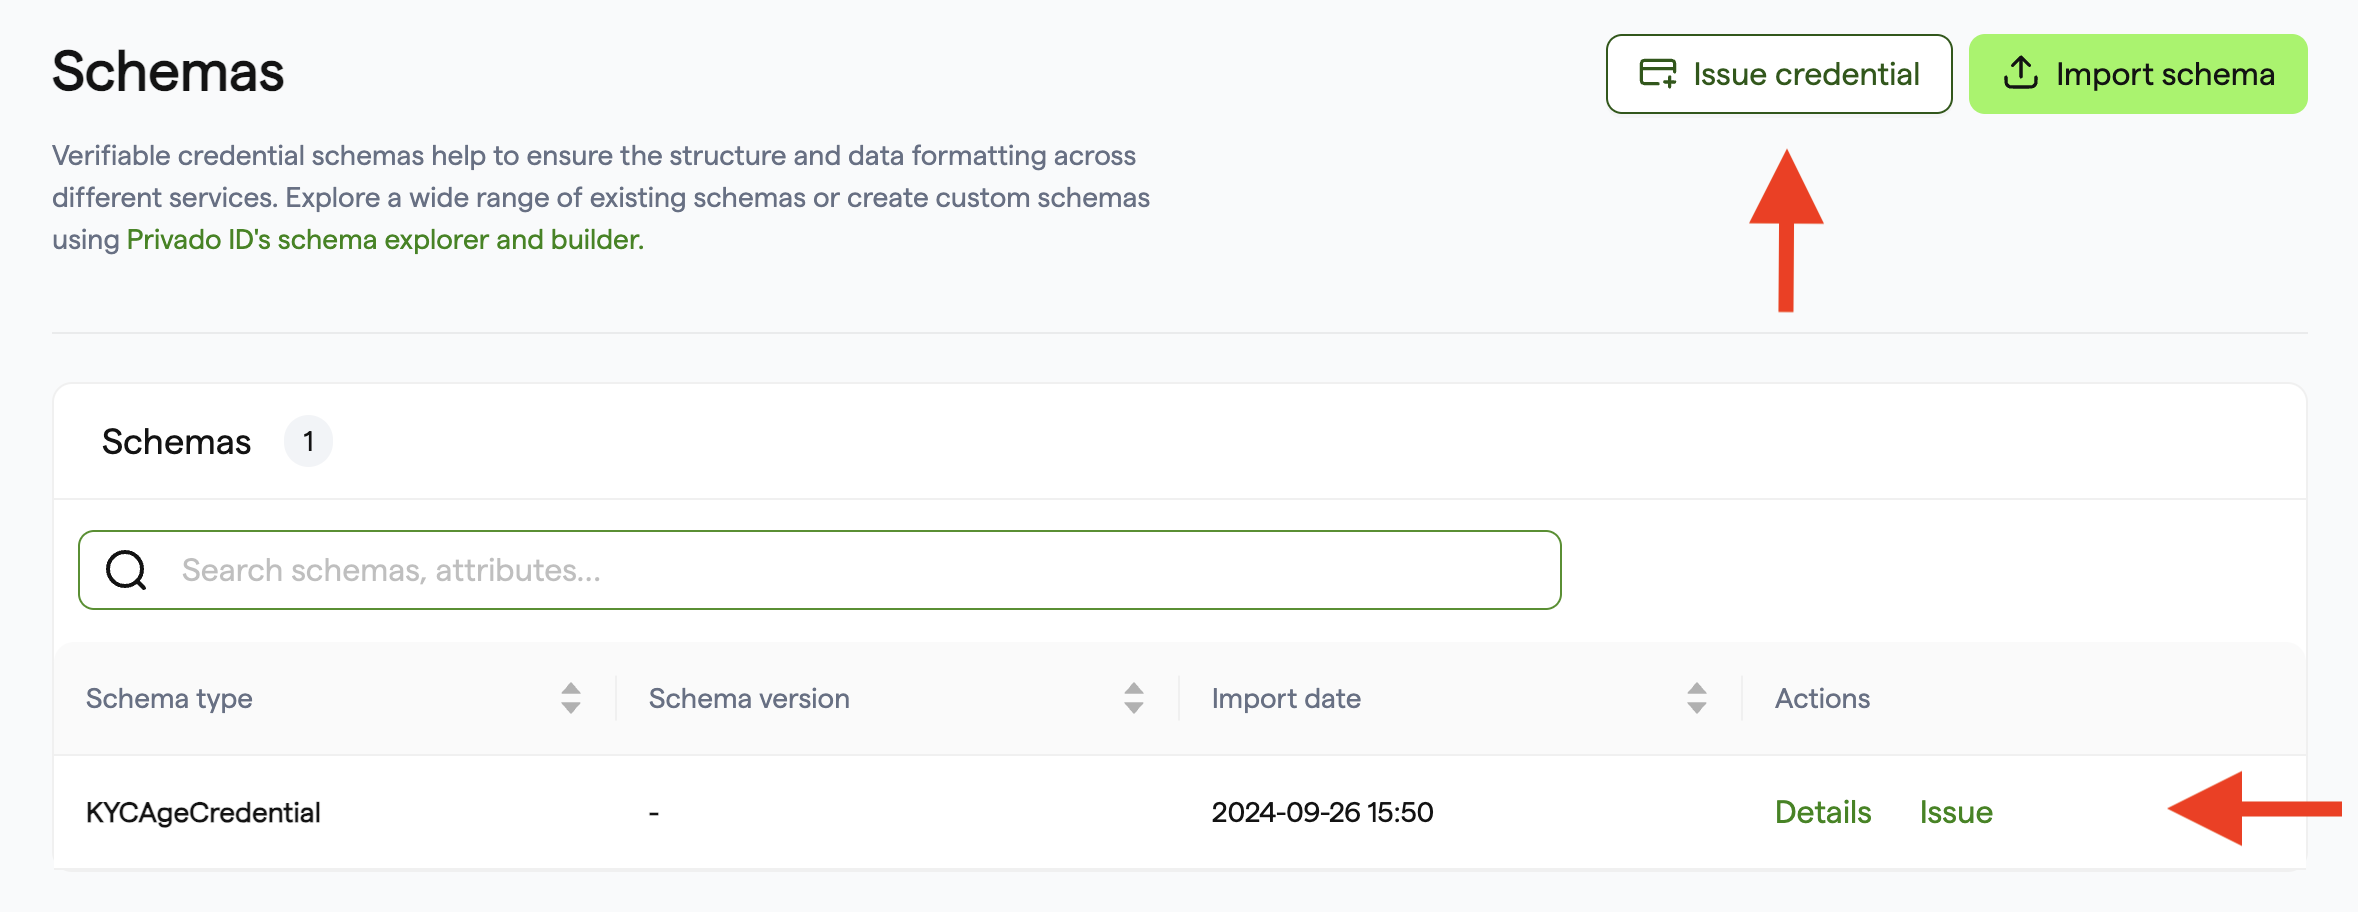 Schemas
Issue credential
Import schema
Verifiable credential schemas help to ensure the structure and data formatting across
different services. Explore a wide range of existing schemas or create custom schemas
using Privado ID's schema explorer and builder.
Schemas 1
Search schemas, attributes...
Schema type Schema version Import date Actions
KYCAgeCredential - 2024-09-26 15:50 Details Issue